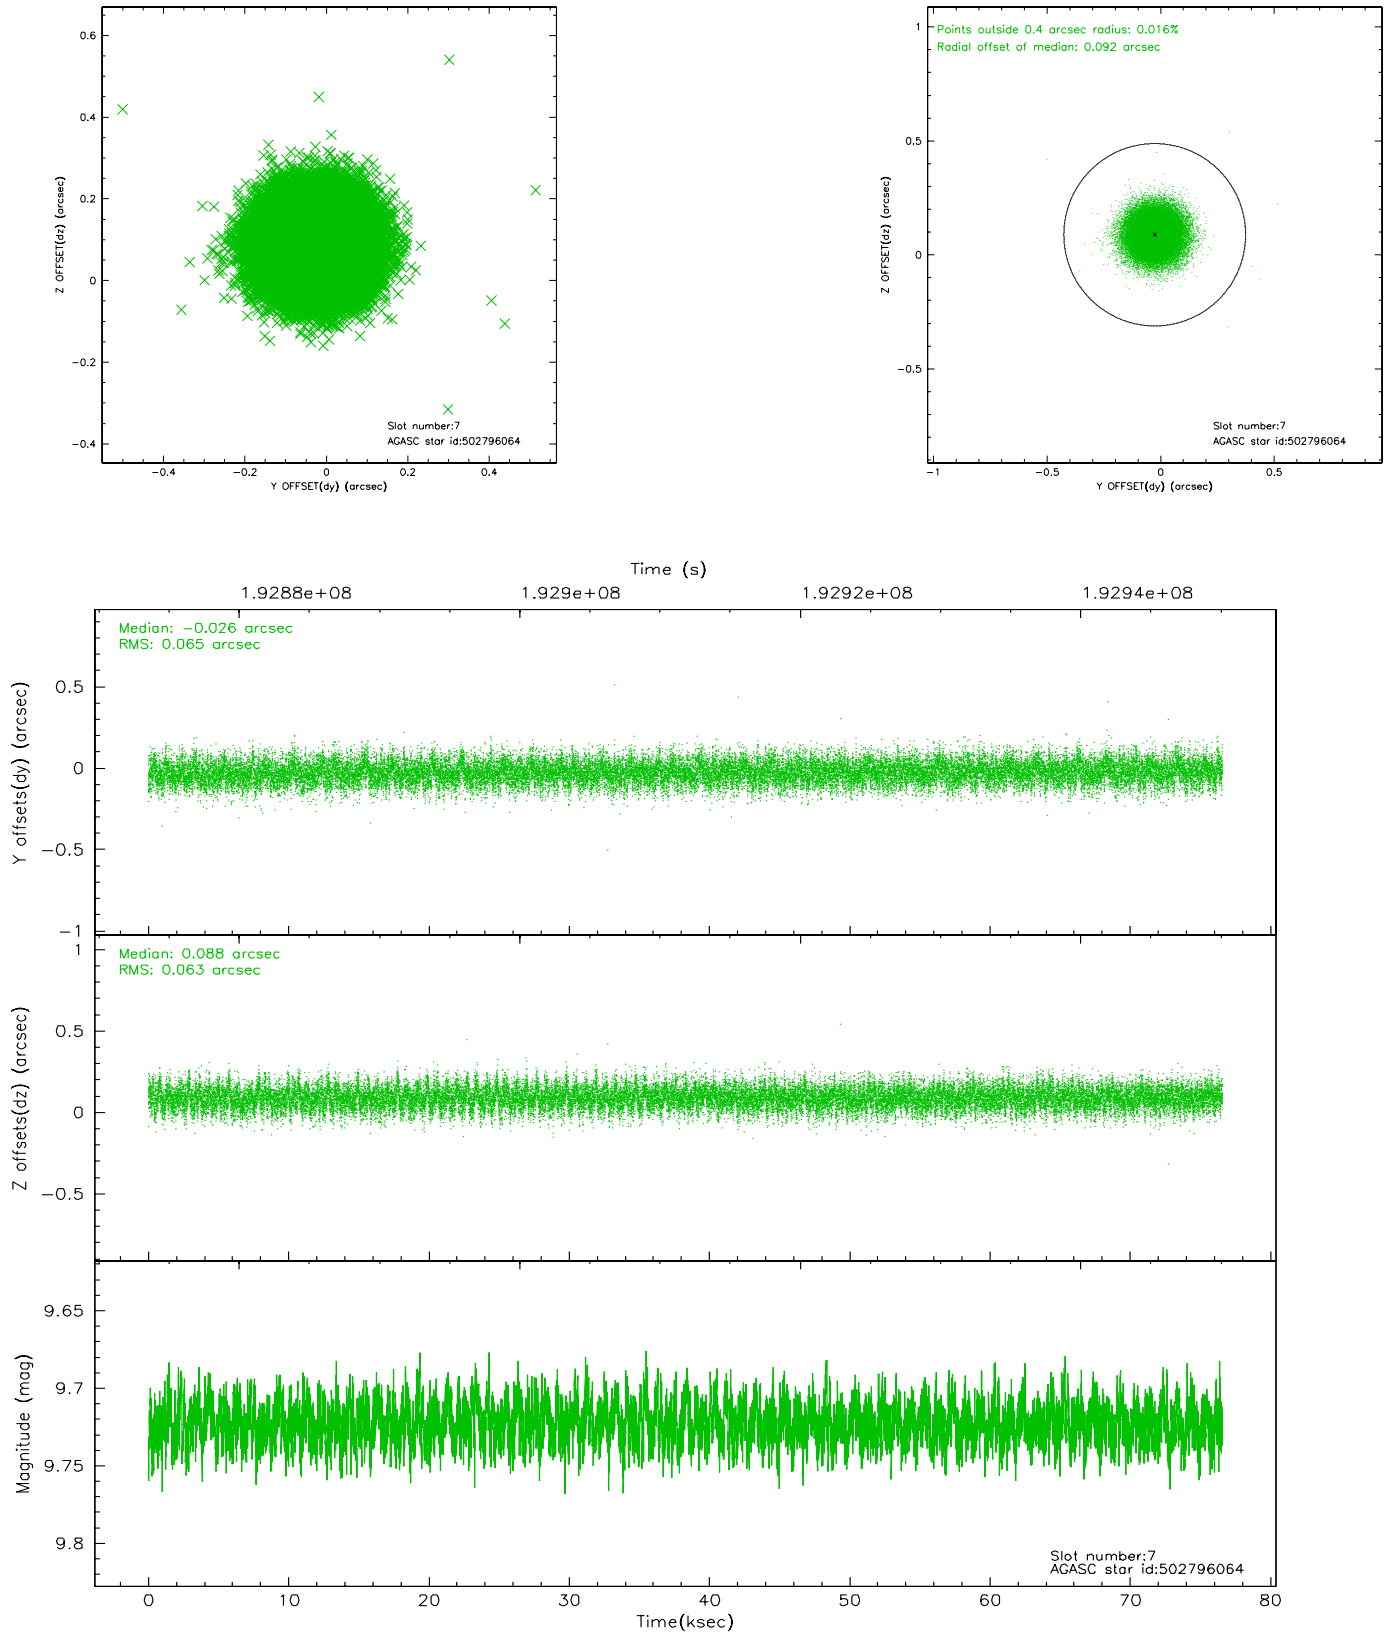 0.6
0.4
0.2
0
−0.2
−0.4
Z OFFSET(dz) (arcsec)
Slot number:7
AGASC star id:502796064
−0.4 −0.2 0 0.2 0.4
Y OFFSET(dy) (arcsec)
Points outside 0.4 arcsec radius: 0.016%
Radial offset of median: 0.092 arcsec
1
0.5
0
−0.5
Z OFFSET(dz) (arcsec)
Slot number:7
AGASC star id:502796064
−1 −0.5 0 0.5
Y OFFSET(dy) (arcsec)
Time (s)
1.9288e+08 1.929e+08 1.9292e+08 1.9294e+08
Median: −0.026 arcsec
RMS: 0.065 arcsec
0.5
0
−0.5
−1
Y offsets(dy) (arcsec)
Median: 0.088 arcsec
RMS: 0.063 arcsec
1
0.5
0
−0.5
Z offsets(dz) (arcsec)
9.65
9.7
9.75
9.8
Magnitude (mag)
Slot number:7
AGASC star id:502796064
0 10 20 30 40 50 60 70 80
Time(ksec)